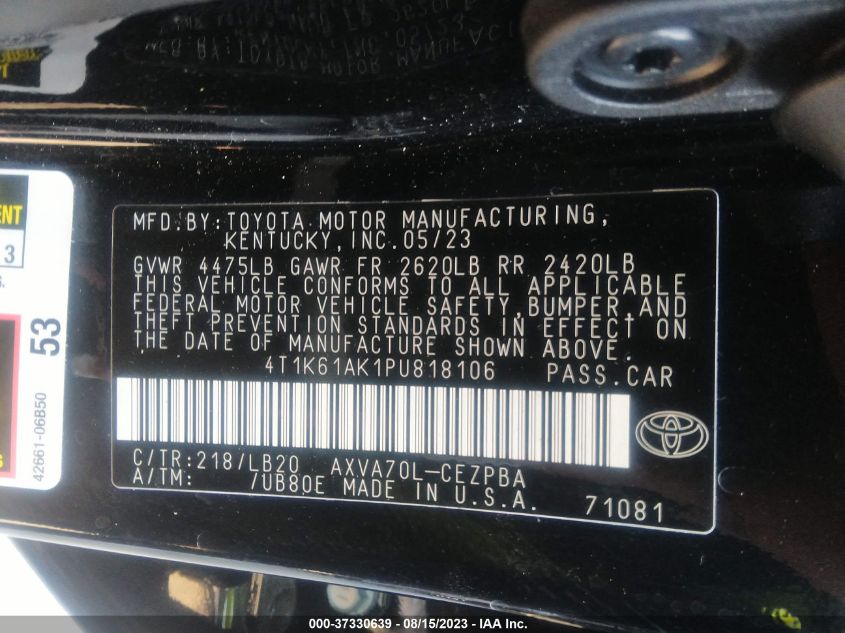 MFD.BY:TOYOTA MOTOR MANUFACTURING,
KENTUCKY, INC. 05/23
GVWR 4475LB GAWR FR 2620LB RR 2420LB
THIS VEHICLE CONFORMS TO ALL APPLICABLE
FEDERAL MOTOR VEHICLE SAFETY, BUMPER, AND
THEFT PREVENTION STANDARDS IN EFFECT ON
THE DATE OF MANUFACTURE SHOWN ABOVE.
4T1K61AK1PU818106 PASS.CAR
C/TR:218/LB20 AXVA70L-CEZPBA
A/TM: /UB80E MADE IN U.S.A.
71081
3
53
42661-06B50
000-37330639 - 08/15/2023 - IAA Inc.